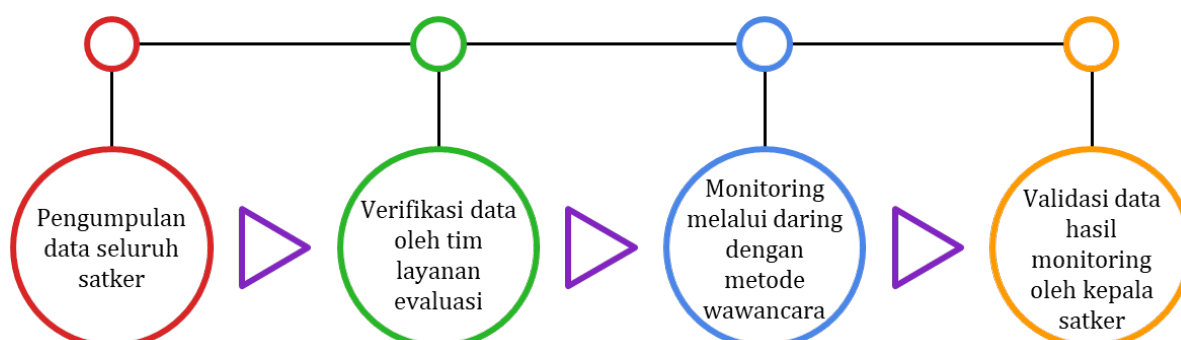 Pengumpulan
data seluruh
satker
Verifikasi data
oleh tim
layanan
evaluasi
Monitoring
melalui daring
dengan
metode
wawancara
Validasi data
hasil
monitoring
oleh kepala
satker